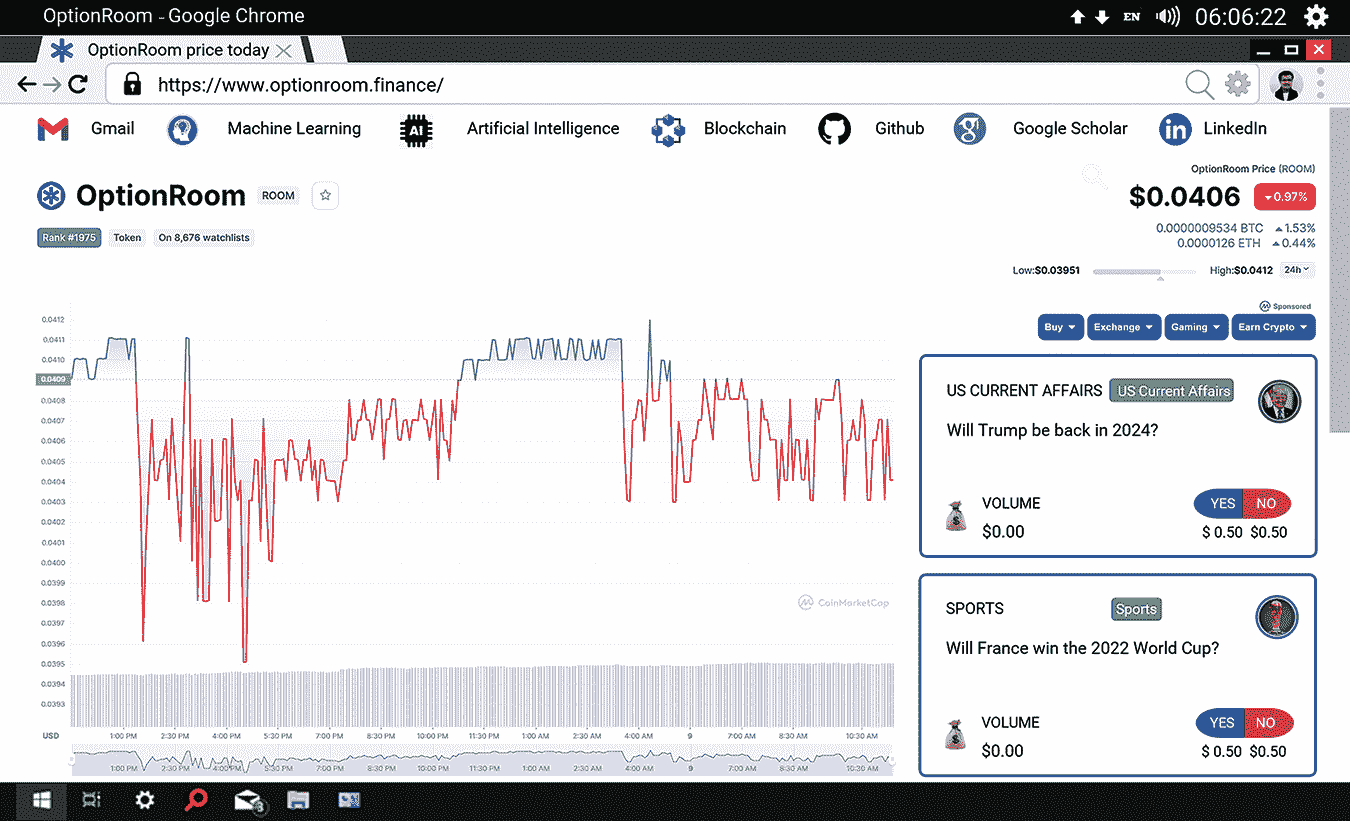 OptionRoom - Google Chrome
EN 06:06:22
OptionRoom price today
https://www.optionroom.finance/
Gmail Machine Learning AI Artificial Intelligence Blockchain Github Google Scholar LinkedIn
OptionRoom ROOM
Rank #1975 Token On 8,676 watchlists
OptionRoom Price (ROOM)
$0.0406 0.97%
0.0000009534 BTC 1.53%
0.0000126 ETH 0.44%
Low:$0.03951 High:$0.0412 24h
Sponsored
Buy Exchange Gaming Earn Crypto
0.0412
0.0411
0.0410
0.0409
0.0408
0.0407
0.0406
0.0405
0.0404
0.0403
0.0402
0.0401
0.0400
0.0399
0.0398
0.0397
0.0396
0.0395
0.0394
0.0393
CoinMarketCap
USD 1:00 PM 2:30 PM 4:00 PM 5:30 PM 7:00 PM 8:30 PM 10:00 PM 11:30 PM 1:00 AM 2:30 AM 4:00 AM 9 7:00 AM 8:30 AM 10:30 AM
1:00 PM 2:30 PM 4:00 PM 5:30 PM 7:00 PM 8:30 PM 10:00 PM 11:30 PM 1:00 AM 2:30 AM 4:00 AM 9 7:00 AM 8:30 AM 10:30 AM
US CURRENT AFFAIRS US Current Affairs
Will Trump be back in 2024?
VOLUME YES NO
$0.00 $ 0.50 $0.50
SPORTS Sports
Will France win the 2022 World Cup?
VOLUME YES NO
$0.00 $ 0.50 $0.50
3